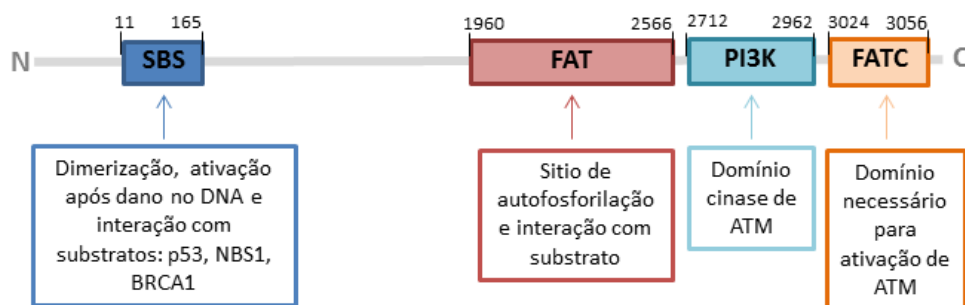 11 165 1960 2566 2712 2962 3024 3056
N SBS FAT PI3K FATC C
Dimerização, ativação
após dano no DNA e
interação com
substratos: p53, NBS1,
BRCA1
Sitio de
autofosforilação
e interação com
substrato
Domínio
cinase de
ATM
Domínio
necessário
para
ativação de
ATM